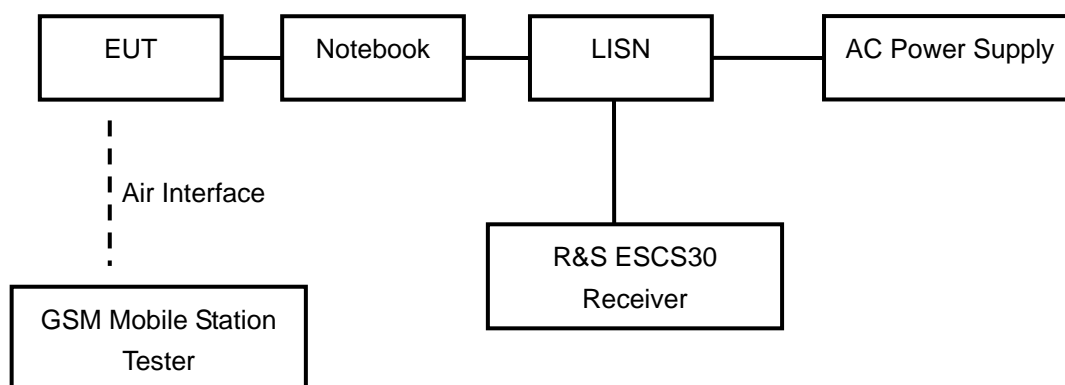 EUT
Notebook
LISN
AC Power Supply
Air Interface
R&S ESCS30
Receiver
GSM Mobile Station
Tester